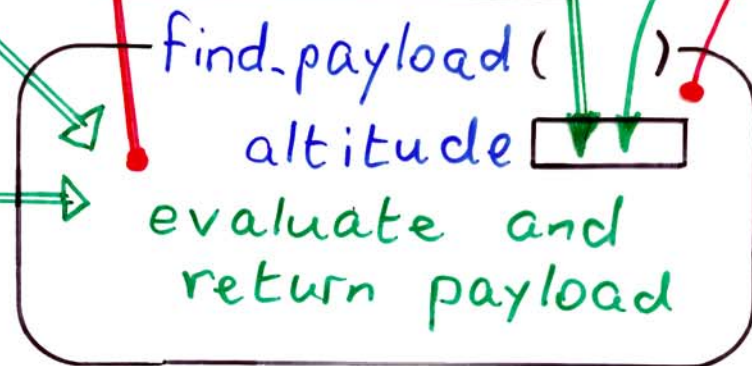 find_payload( )
altitude
evaluate and
return payload